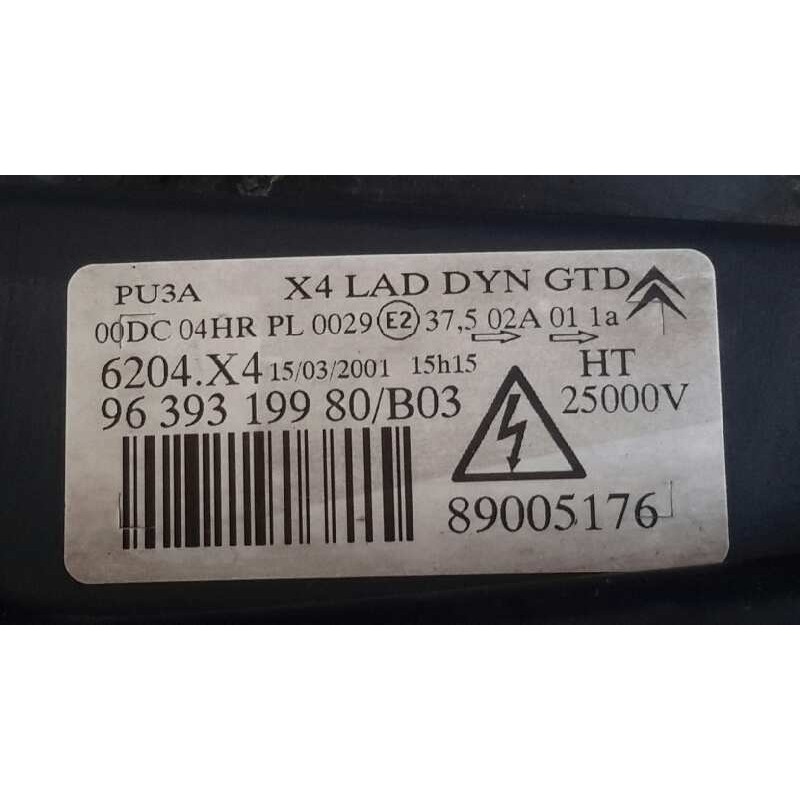 PU3A X4 LAD DYN GTD
00DC 04HR PL 0029 E2 37,5 02A 01 1a
6204.X4 15/03/2001 15h15 HT
96 393 199 80/B03 25000V
89005176